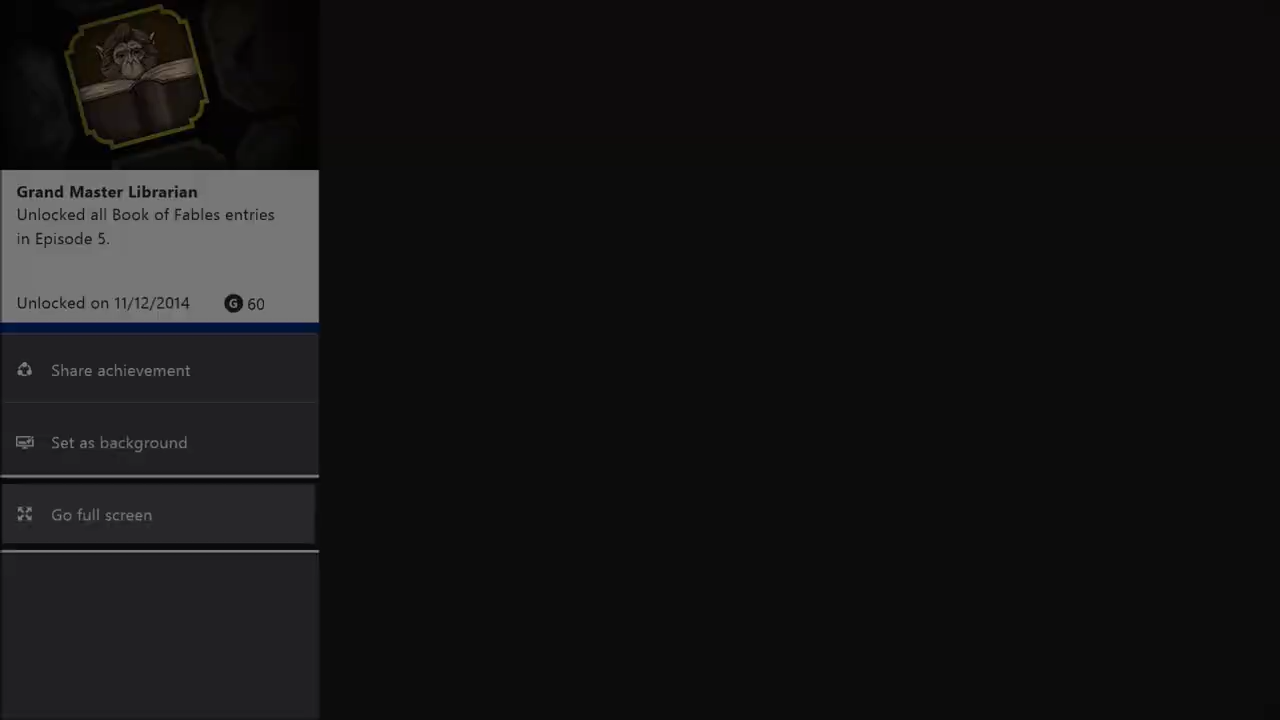 Grand Master Librarian
Unlocked all Book of Fables entries
in Episode 5.
Unlocked on 11/12/2014 G 60
Share achievement
Set as background
Go full screen